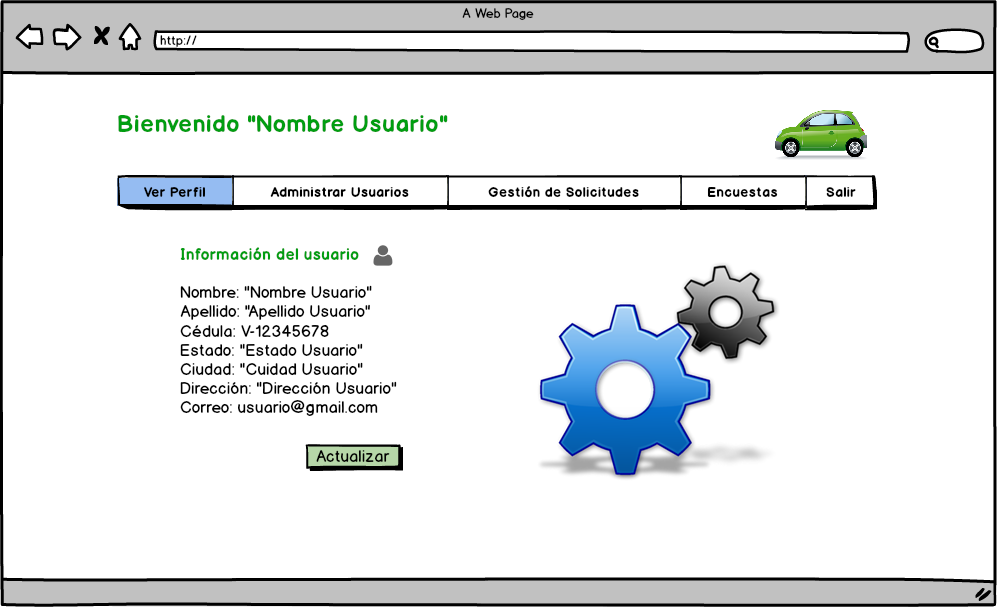 A Web Page
http://
Bienvenido "Nombre Usuario"
Ver Perfil
Administrar Usuarios
Gestión de Solicitudes
Encuestas
Salir
Información del usuario
Nombre: "Nombre Usuario"
Apellido: "Apellido Usuario"
Cédula: V-12345678
Estado: "Estado Usuario"
Ciudad: "Cuidad Usuario"
Dirección: "Dirección Usuario"
Correo: usuario@gmail.com
Actualizar